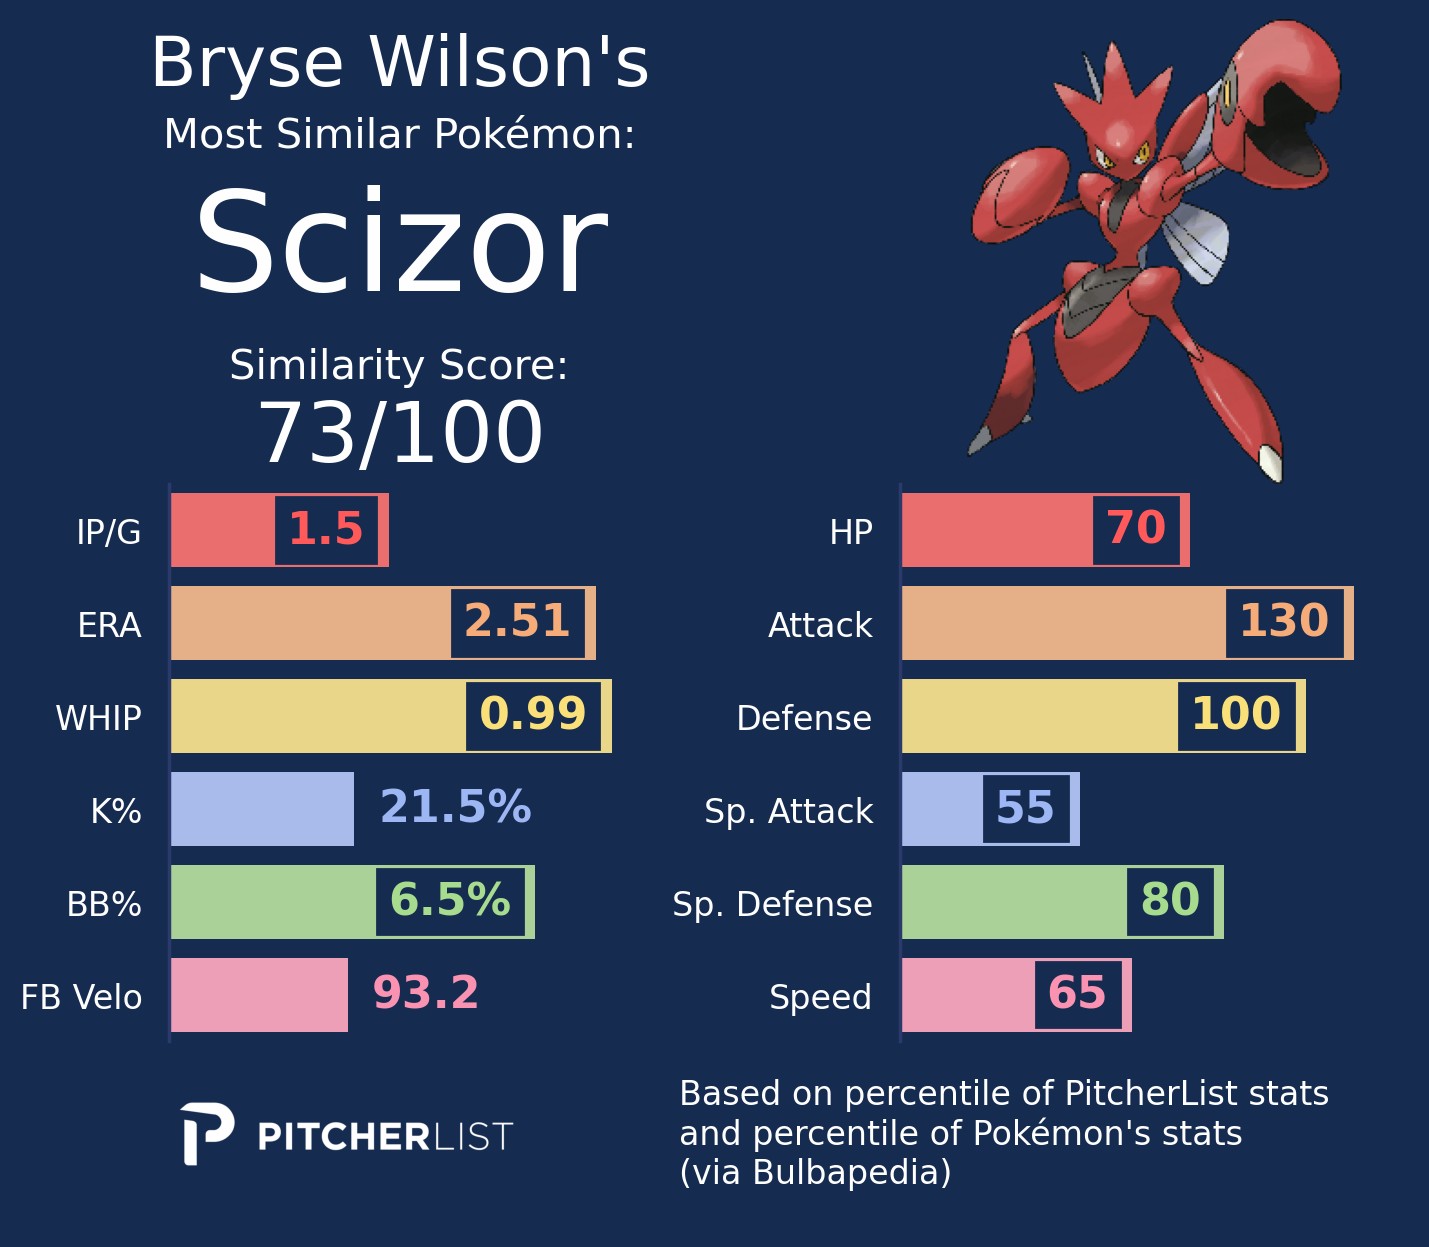 Bryse Wilson's
Most Similar Pokémon:
Scizor
Similarity Score:
73/100
IP/G 1.5
ERA 2.51
WHIP 0.99
K% 21.5%
BB% 6.5%
FB Velo 93.2
HP 70
Attack 130
Defense 100
Sp. Attack 55
Sp. Defense 80
Speed 65
PITCHERLIST
Based on percentile of PitcherList stats
and percentile of Pokémon's stats
(via Bulbapedia)